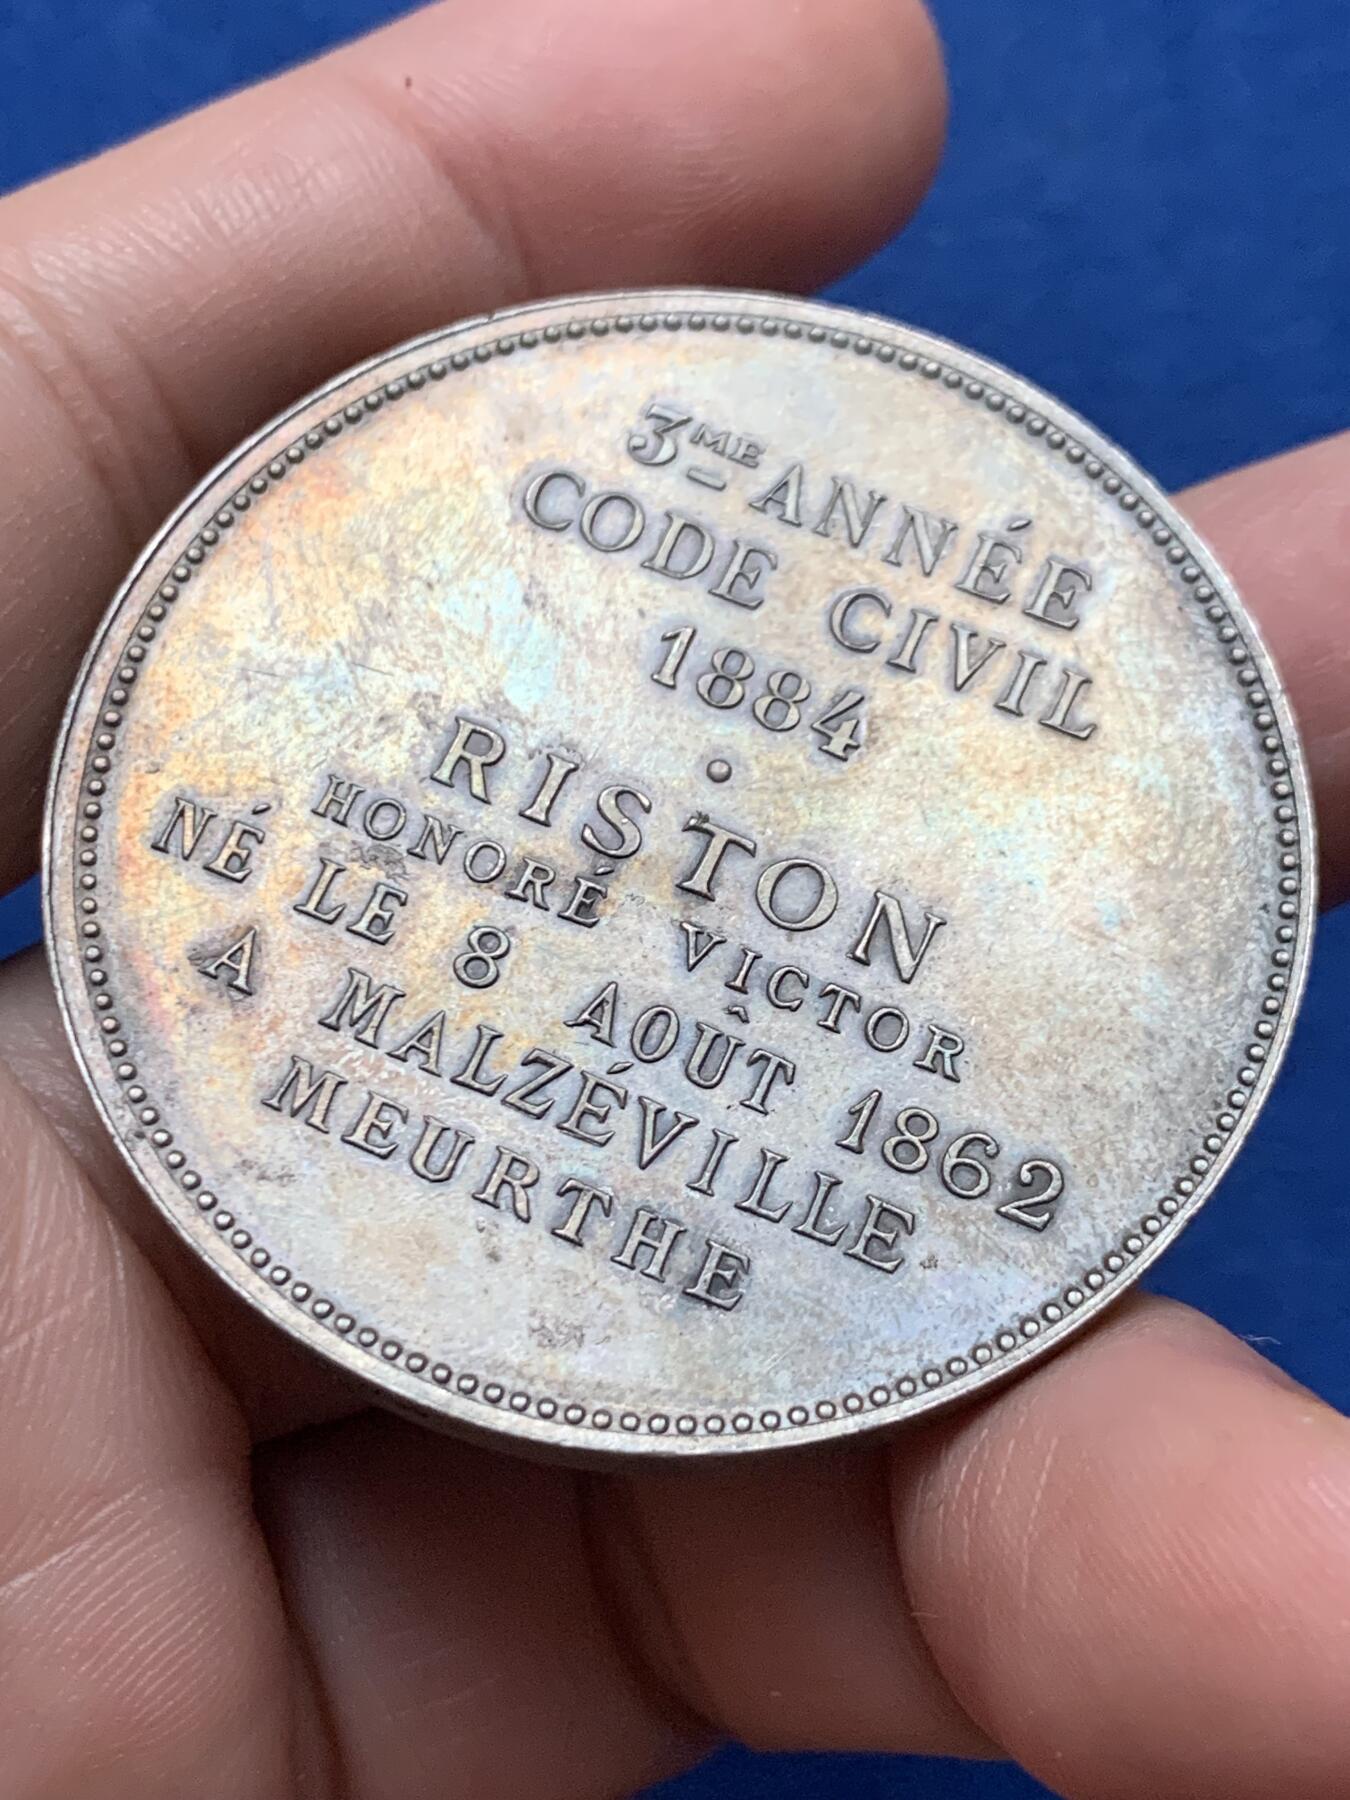 3ME ANNÉE
CODE CIVIL
1884
RISTON
HONORÉ VICTOR
NÉ LE 8 AOÛT 1862
A MALZÉVILLE
MEURTHE